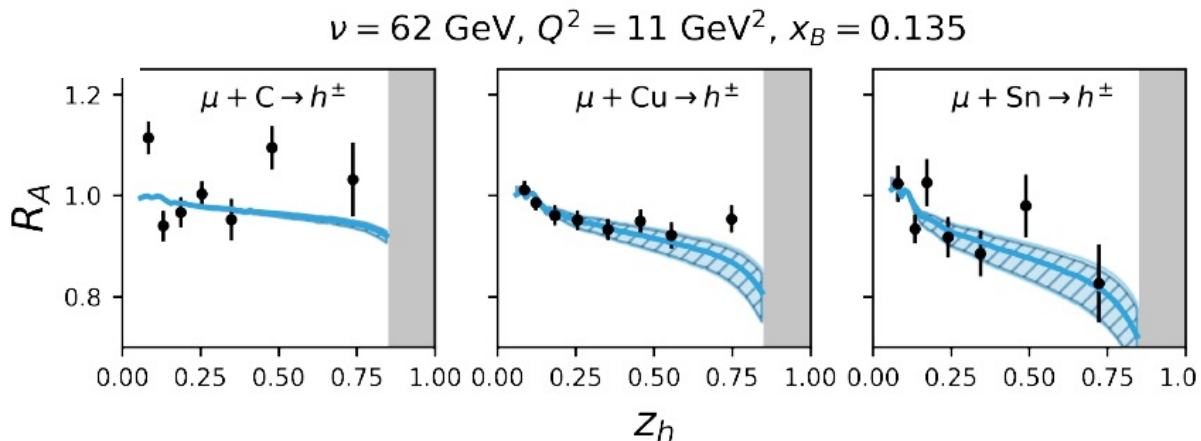 ν = 62 GeV, Q² = 11 GeV², x_B = 0.135
μ + C → h± μ + Cu → h± μ + Sn → h±
1.2
1.0
0.8
R_A
0.00 0.25 0.50 0.75 1.00 0.00 0.25 0.50 0.75 1.00 0.00 0.25 0.50 0.75 1.0
z_h